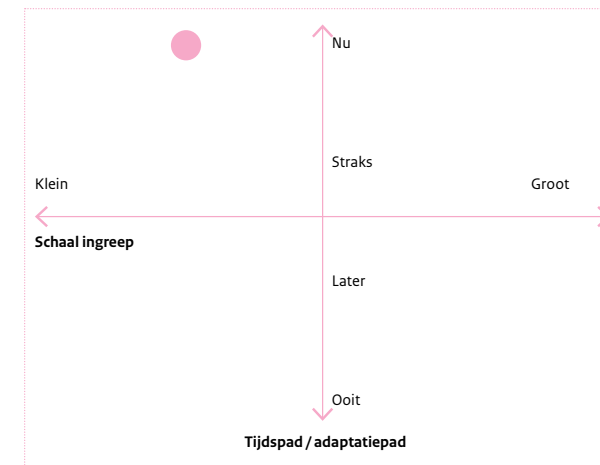 Nu
Straks
Klein
Groot
Schaal ingreep
Later
Ooit
Tijdspad / adaptatiepad